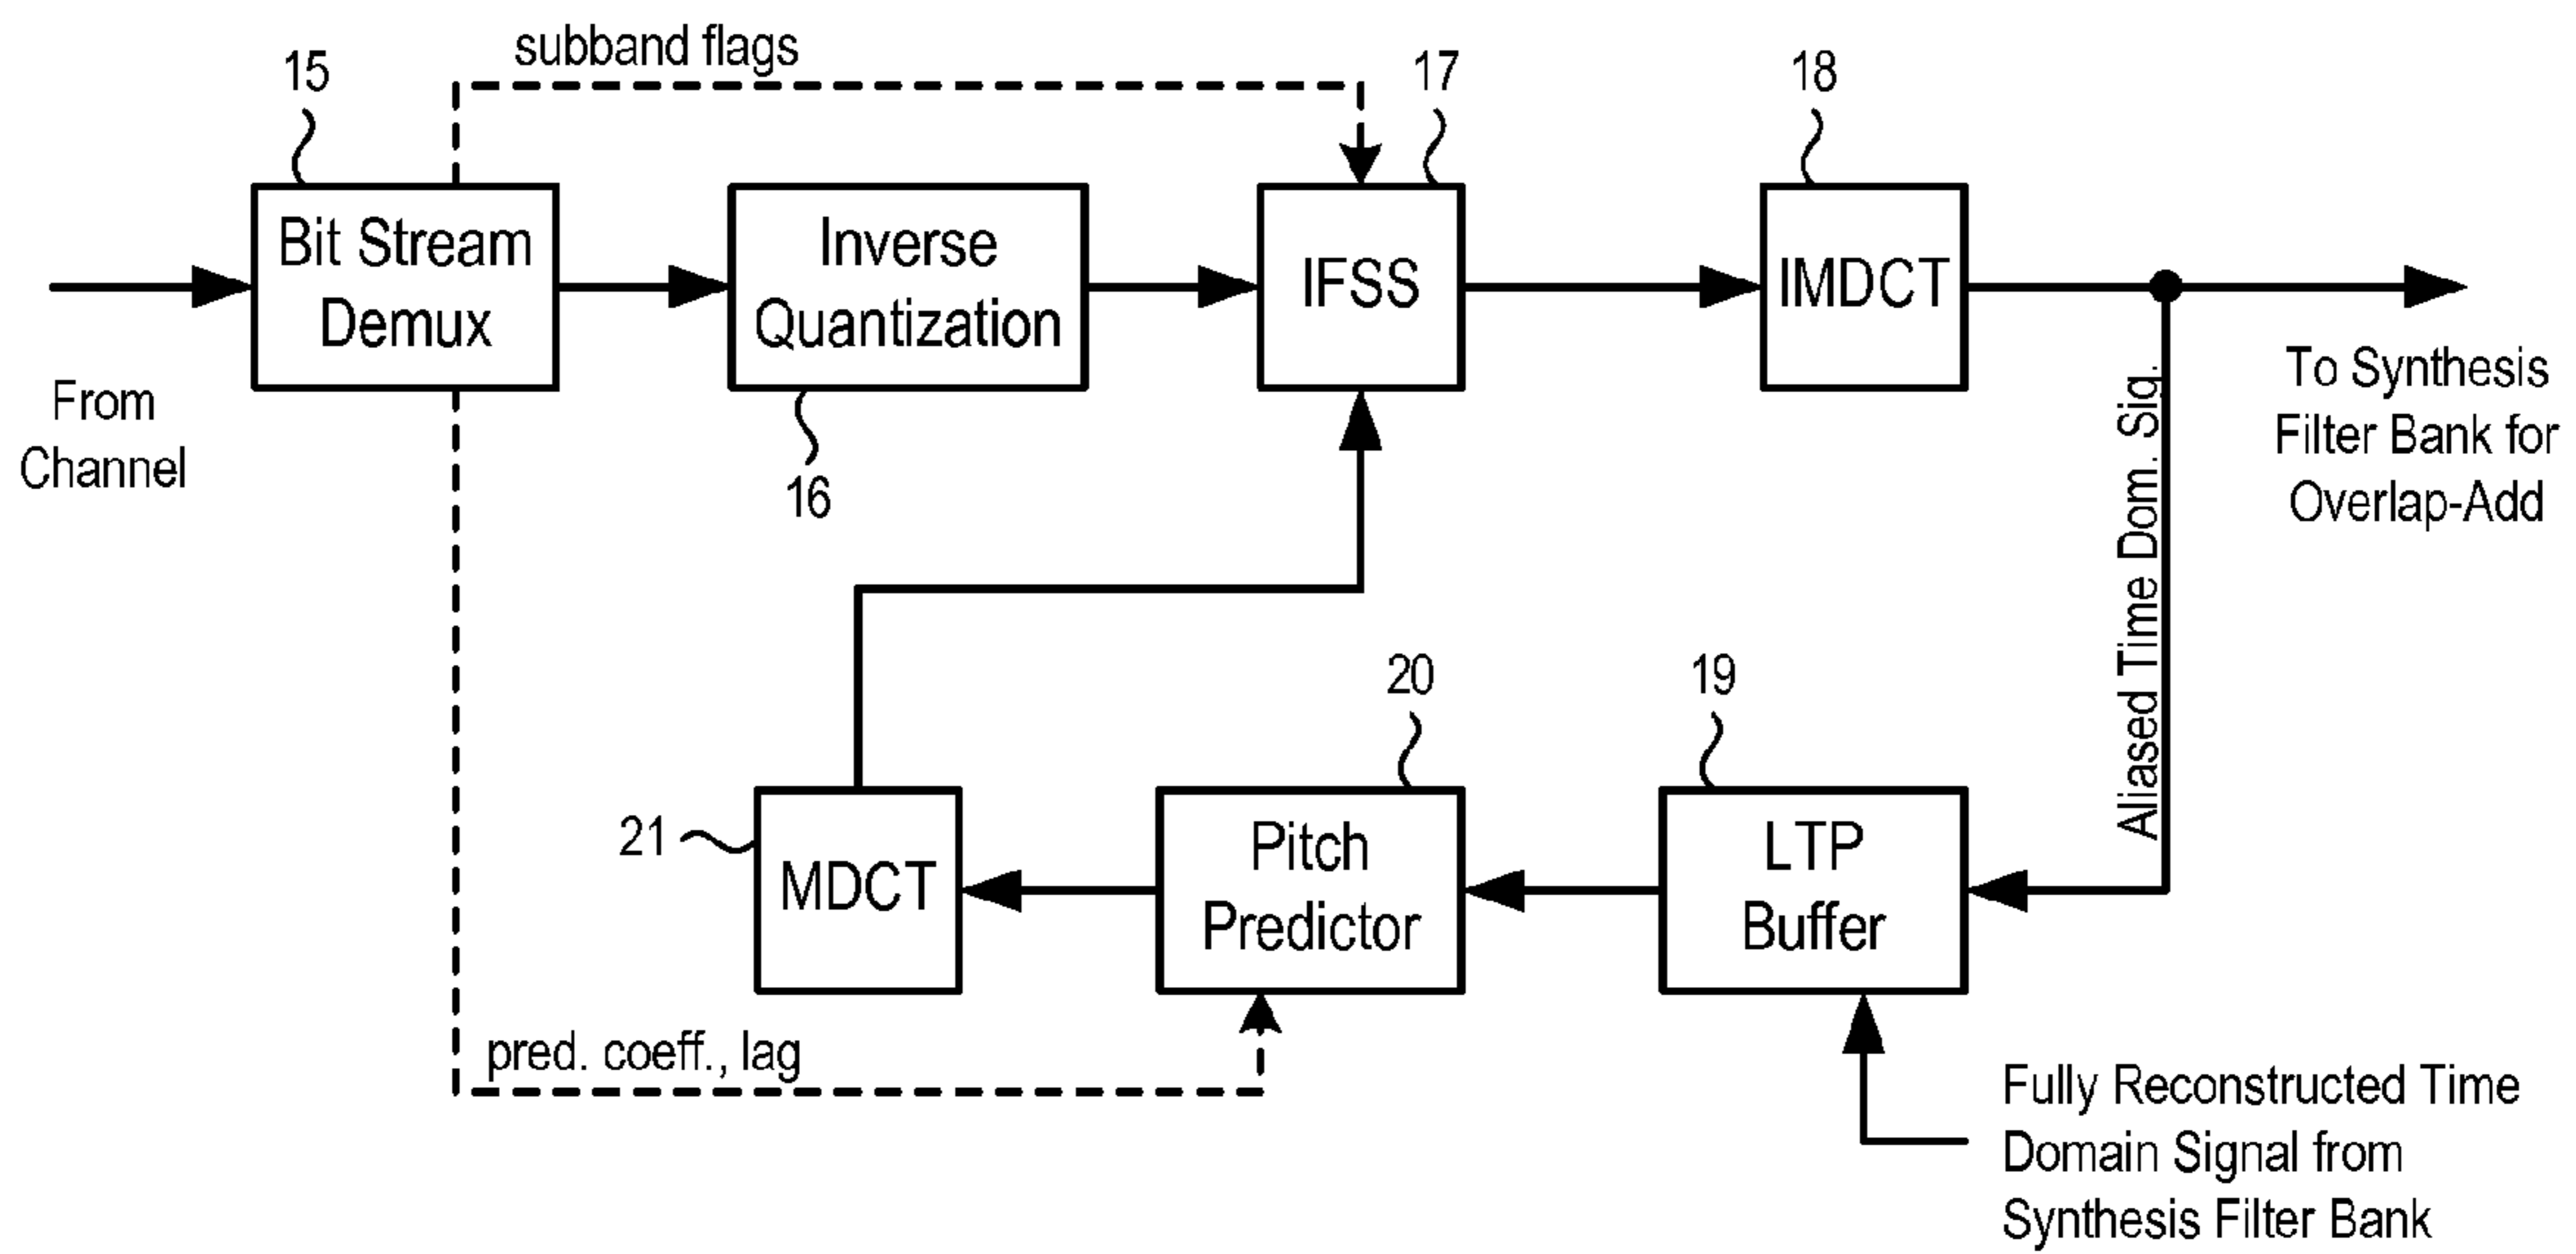 subband flags
15
17
18
Bit Stream
Demux
Inverse
Quantization
IFSS
IMDCT
From
Channel
16
To Synthesis
Filter Bank for
Overlap-Add
Aliased Time Dom. Sig.
20
19
21
MDCT
Pitch
Predictor
LTP
Buffer
pred. coeff., lag
Fully Reconstructed Time
Domain Signal from
Synthesis Filter Bank